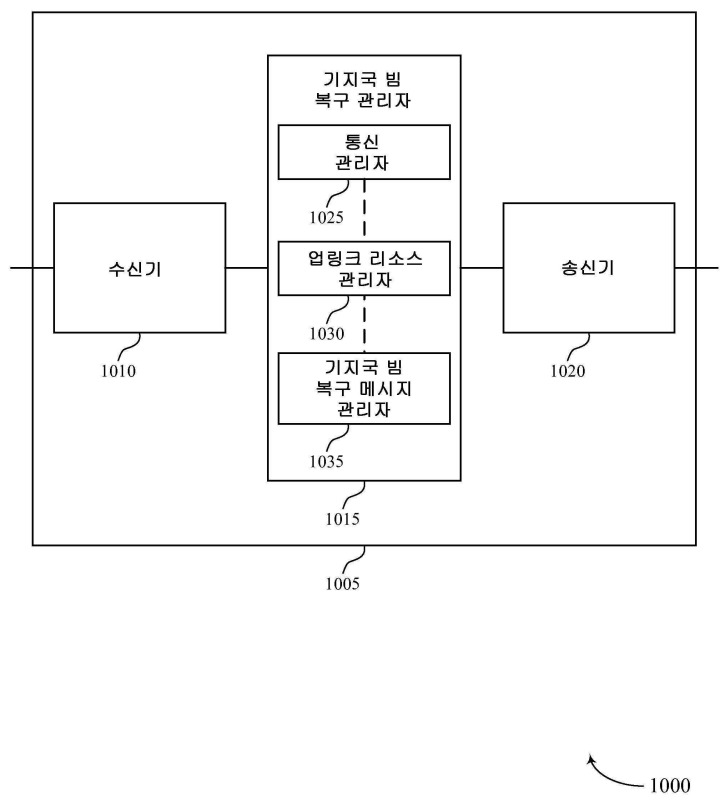 기지국 빔
복구 관리자
통신
관리자
1025
수신기
1010
업링크 리소스
관리자
1030
송신기
1020
기지국 빔
복구 메시지
관리자
1035
1015
1005
1000